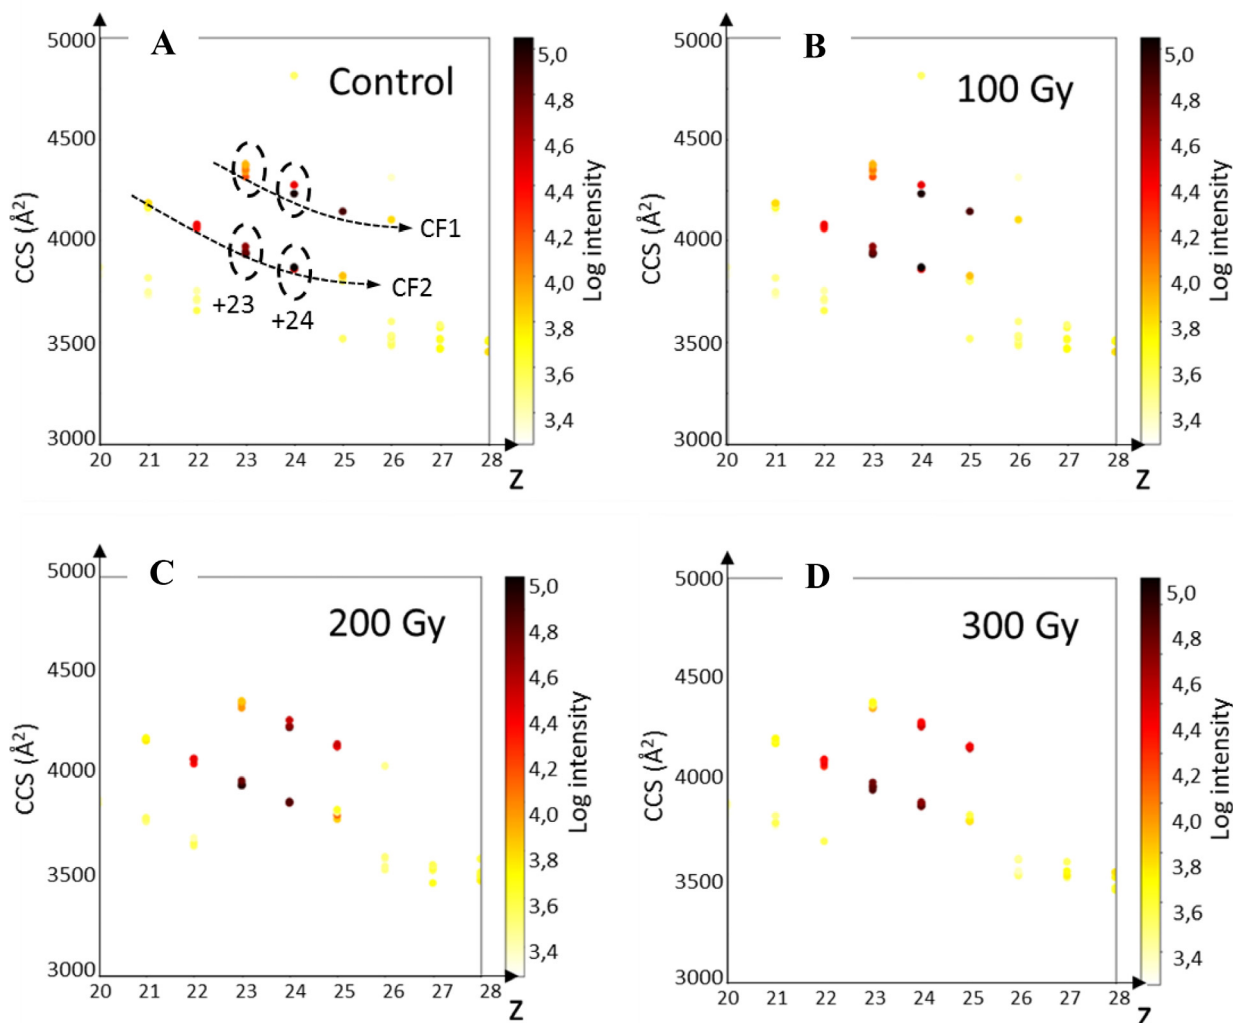 A
Control
5000
4500
4000
3500
3000
CCS (Å²)
CF1
CF2
+23
+24
20 21 22 23 24 25 26 27 28
Z
5,0
4,8
4,6
4,4
4,2
4,0
3,8
3,6
3,4
Log intensity
B
100 Gy
5000
4500
4000
3500
3000
CCS (Å²)
20 21 22 23 24 25 26 27 28
Z
5,0
4,8
4,6
4,4
4,2
4,0
3,8
3,6
3,4
Log intensity
C
200 Gy
5000
4500
4000
3500
3000
CCS (Å²)
20 21 22 23 24 25 26 27 28
Z
5,0
4,8
4,6
4,4
4,2
4,0
3,8
3,6
3,4
Log intensity
D
300 Gy
5000
4500
4000
3500
3000
CCS (Å²)
20 21 22 23 24 25 26 27 28
Z
5,0
4,8
4,6
4,4
4,2
4,0
3,8
3,6
3,4
Log intensity